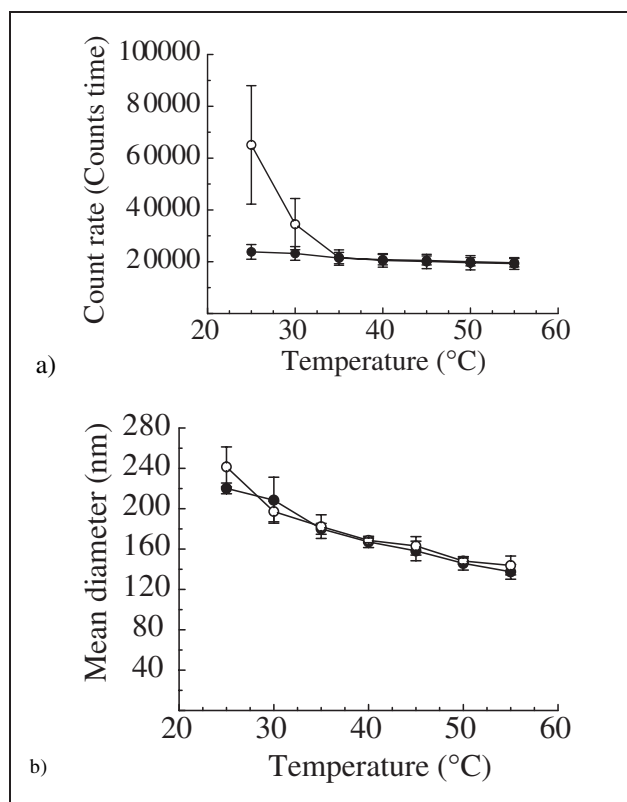 100000
80000
60000
40000
20000
Count rate (Counts time)
20 30 40 50 60
Temperature (°C)
a)
280
240
200
160
120
80
40
Mean diameter (nm)
20 30 40 50 60
Temperature (°C)
b)